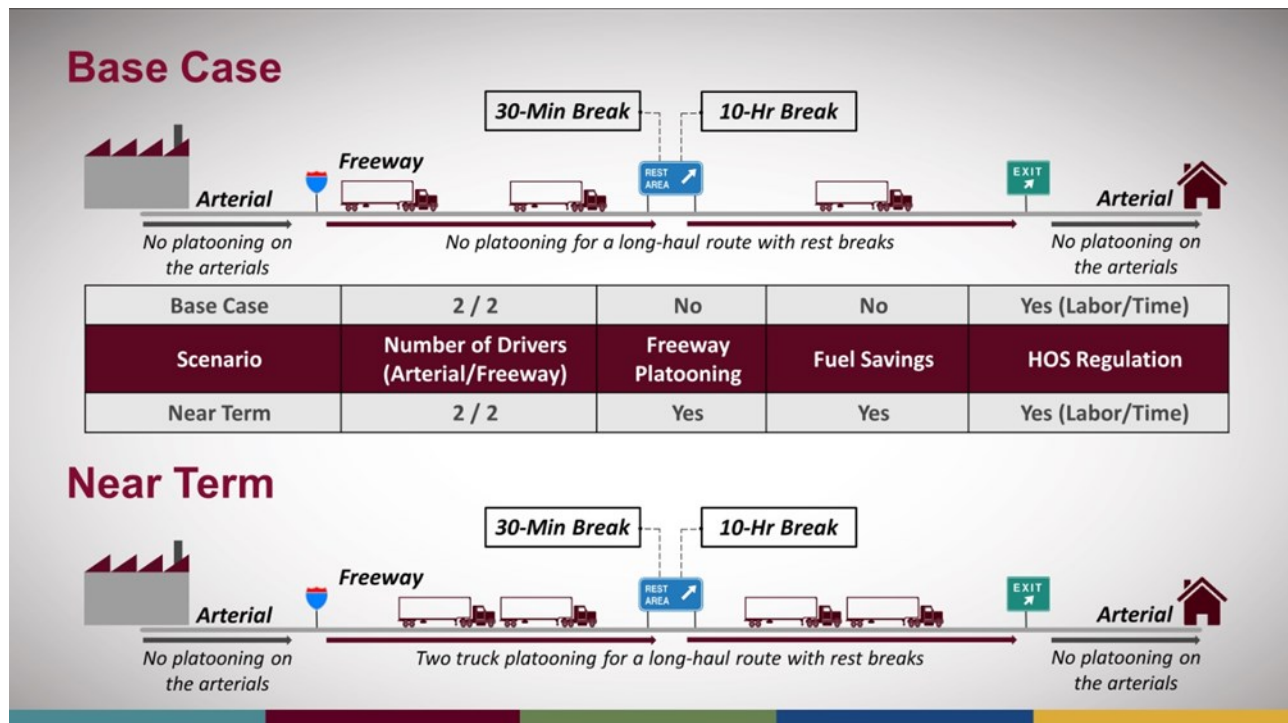 Base Case
30-Min Break
10-Hr Break
Freeway
REST
AREA
EXIT
Arterial
Arterial
No platooning on
the arterials
No platooning for a long-haul route with rest breaks
No platooning on
the arterials
Base Case 2 / 2 No No Yes (Labor/Time)
Scenario Number of Drivers Freeway Fuel Savings HOS Regulation
(Arterial/Freeway) Platooning
Near Term 2 / 2 Yes Yes Yes (Labor/Time)
Near Term
30-Min Break
10-Hr Break
Freeway
REST
AREA
EXIT
Arterial
Arterial
No platooning on
the arterials
Two truck platooning for a long-haul route with rest breaks
No platooning on
the arterials